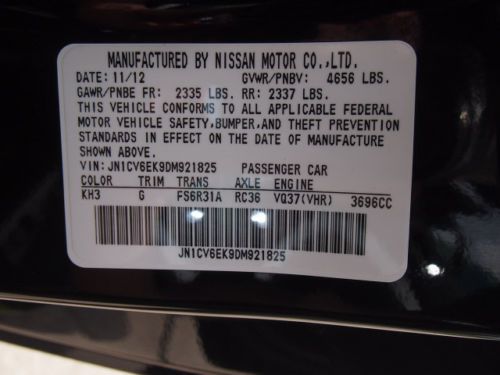 MANUFACTURED BY NISSAN MOTOR CO.,LTD.
DATE: 11/12 GVWR/PNBV: 4656 LBS.
GAWR/PNBE FR: 2335 LBS. RR: 2337 LBS.
THIS VEHICLE CONFORMS TO ALL APPLICABLE FEDERAL
MOTOR VEHICLE SAFETY,BUMPER,AND THEFT PREVENTION
STANDARDS IN EFFECT ON THE DATE OF MANUFACTURE
SHOWN ABOVE.
VIN: JN1CV6EK9DM921825 PASSENGER CAR
COLOR TRIM TRANS AXLE ENGINE
KH3 G FS6R31A RC36 VQ37(VHR) 3696CC
JN1CV6EK9DM921825